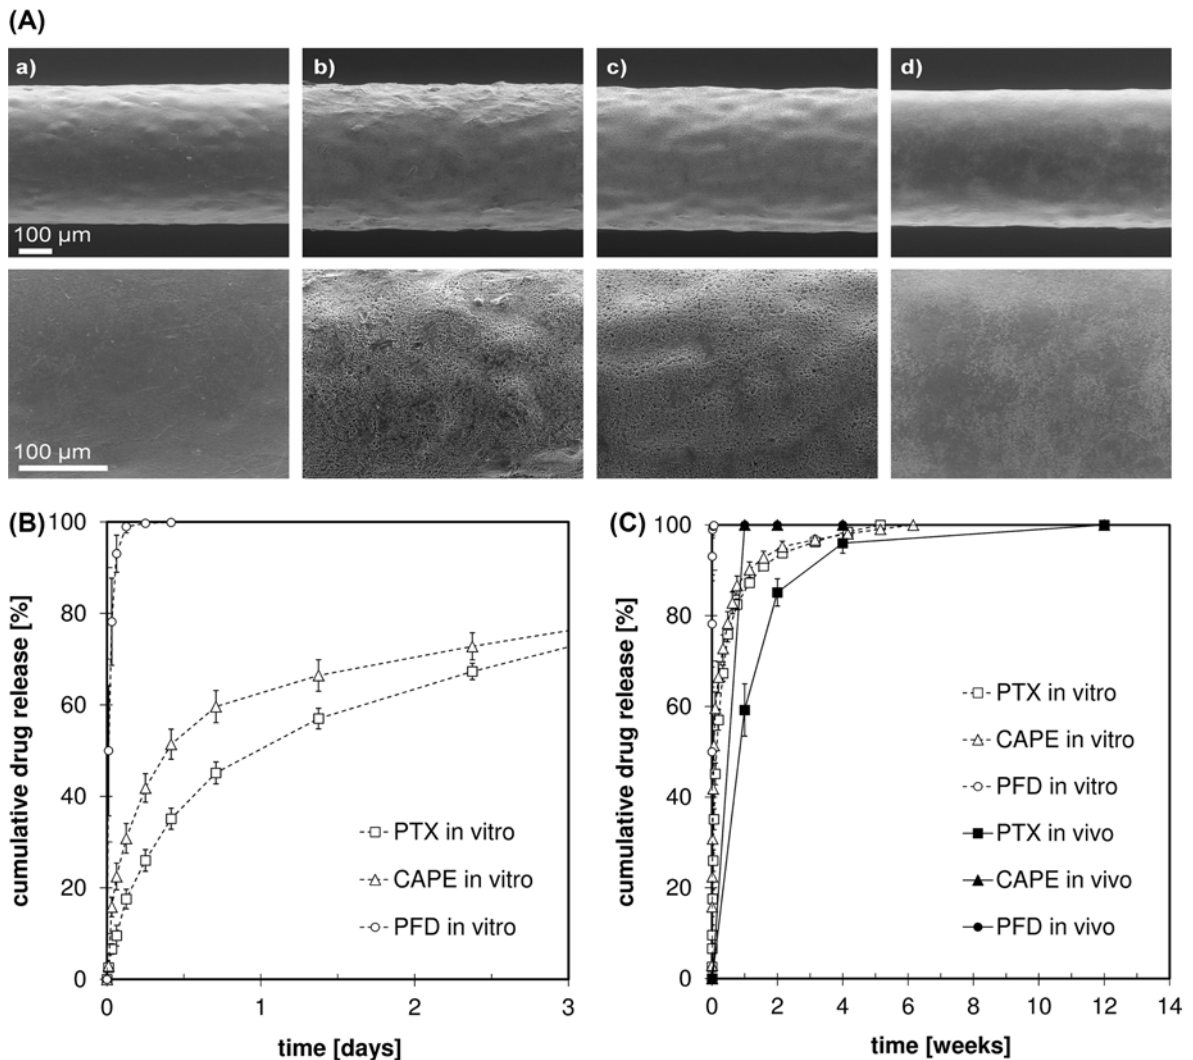 (A)
a)
b)
c)
d)
100 µm
100 µm
(B)
100
80
60
40
20
0
cumulative drug release [%]
PTX in vitro
CAPE in vitro
PFD in vitro
0
1
2
3
time [days]
(C)
100
80
60
40
20
0
cumulative drug release [%]
PTX in vitro
CAPE in vitro
PFD in vitro
PTX in vivo
CAPE in vivo
PFD in vivo
0
2
4
6
8
10
12
14
time [weeks]